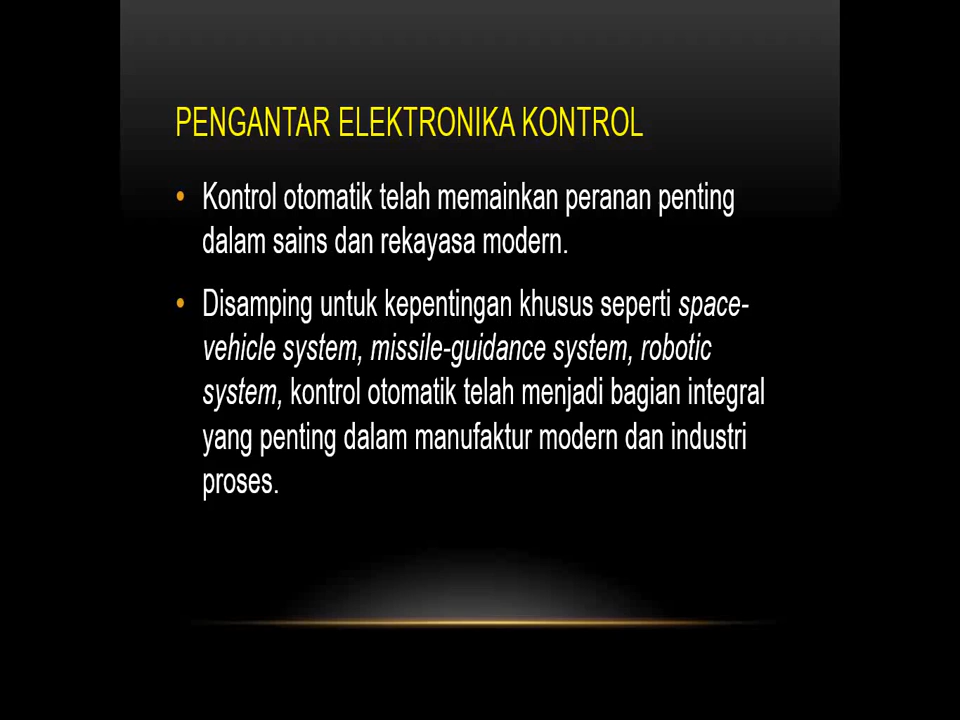 PENGANTAR ELEKTRONIKA KONTROL
• Kontrol otomatik telah memainkan peranan penting
dalam sains dan rekayasa modern.
• Disamping untuk kepentingan khusus seperti space-
vehicle system, missile-guidance system, robotic
system, kontrol otomatik telah menjadi bagian integral
yang penting dalam manufaktur modern dan industri
proses.